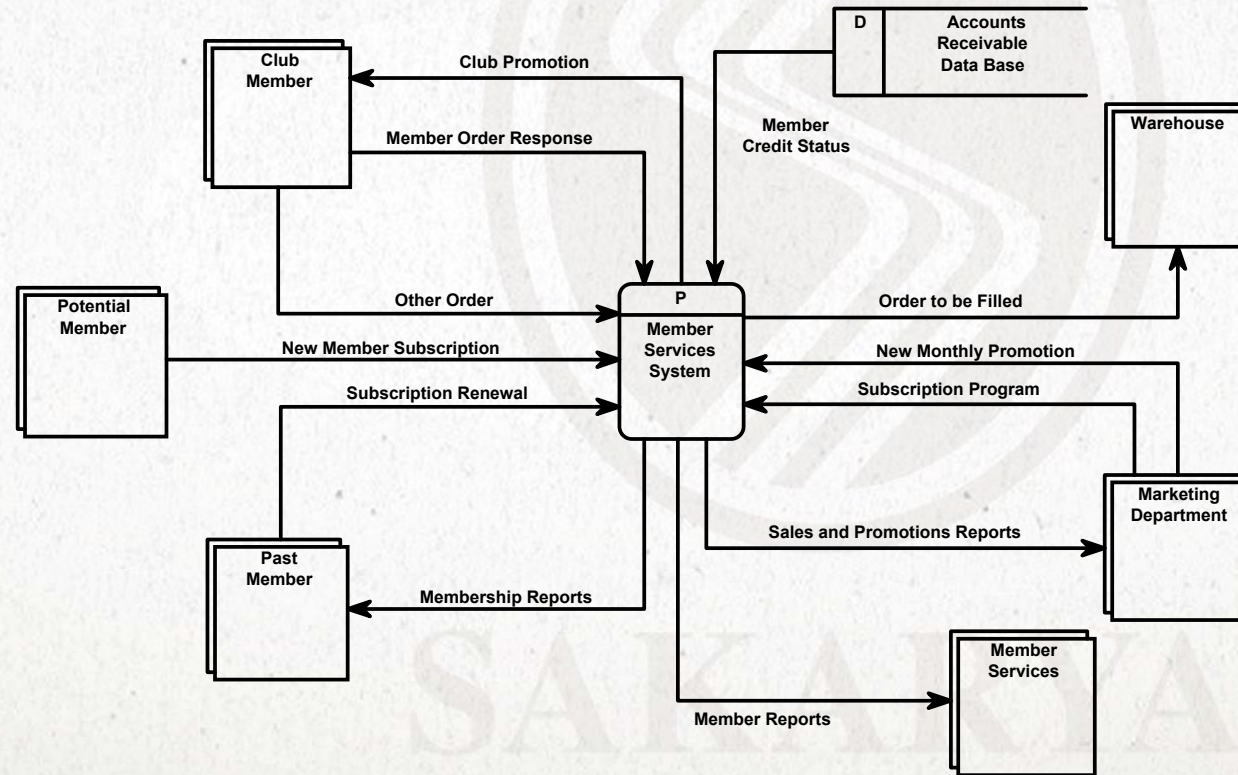 D
Accounts
Receivable
Data Base
Club
Member
Club Promotion
Member Order Response
Member
Credit Status
Warehouse
Potential
Member
Other Order
New Member Subscription
Subscription Renewal
P
Member
Services
System
Order to be Filled
New Monthly Promotion
Subscription Program
Marketing
Department
Sales and Promotions Reports
Past
Member
Membership Reports
Member
Services
Member Reports
SAKARYA